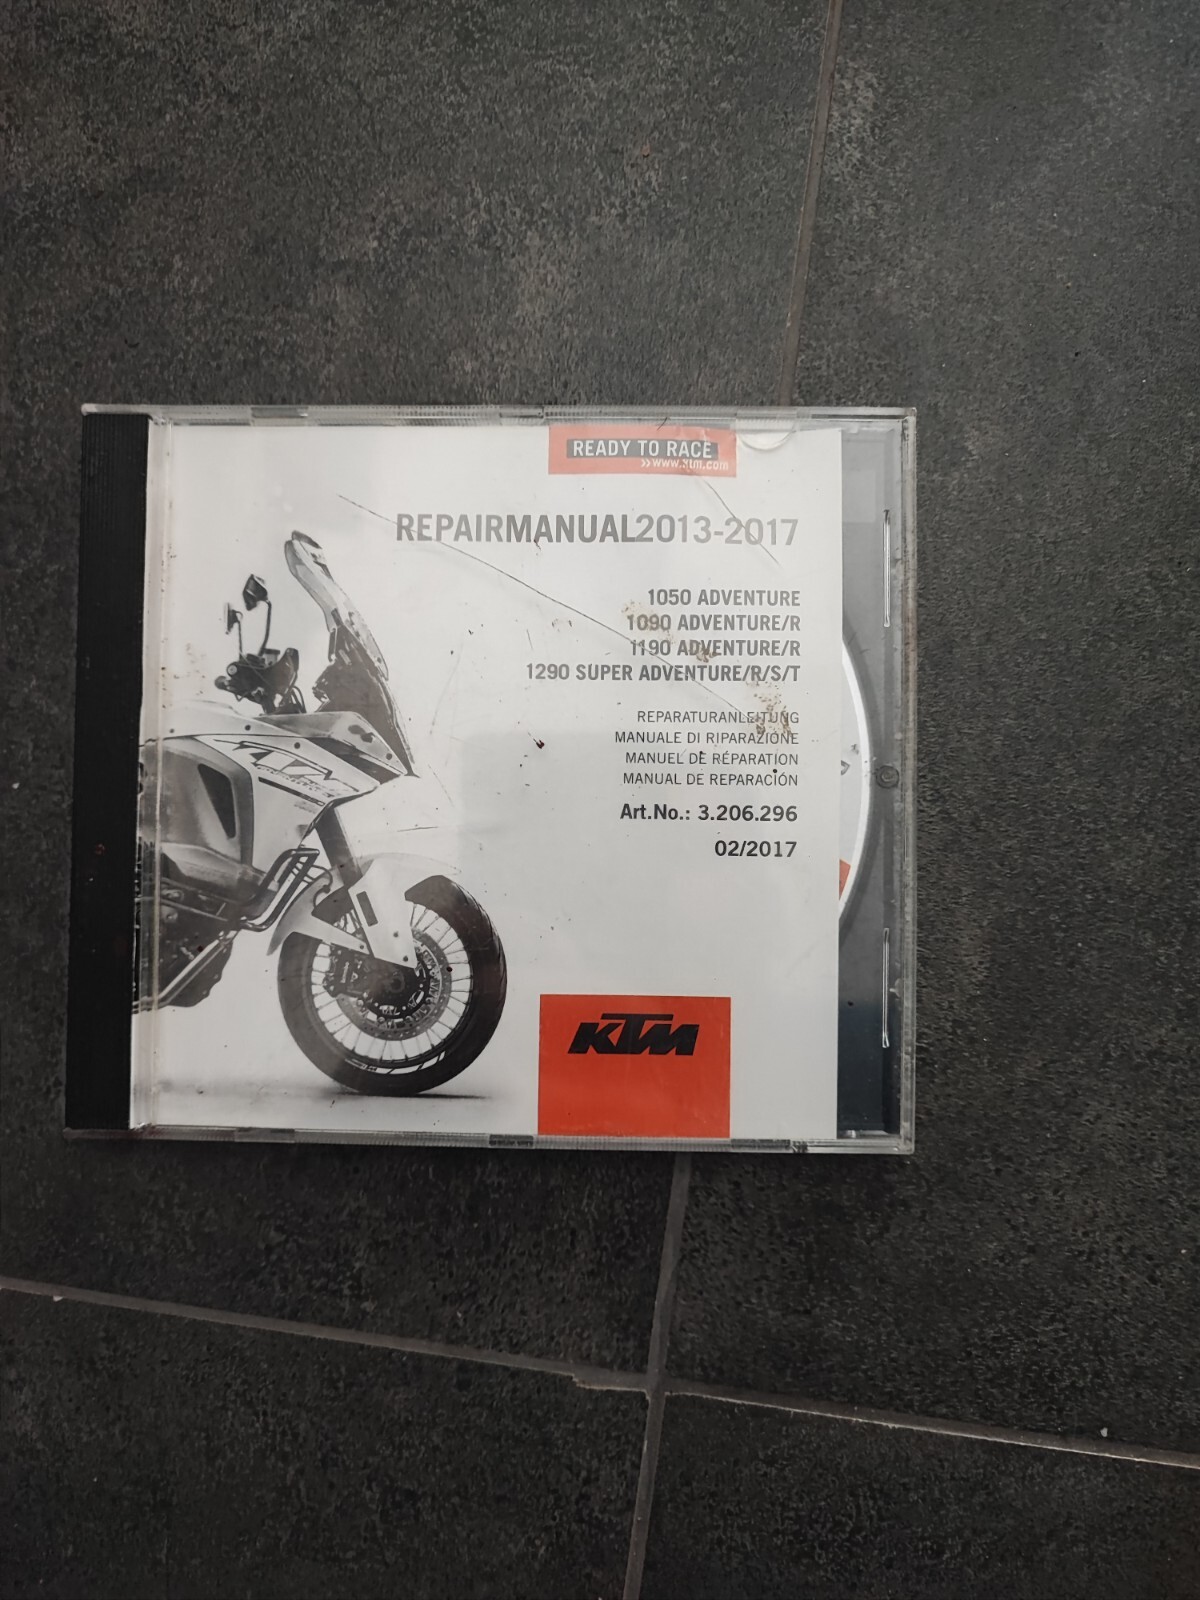 READY TO RACE
>>www.ktm.com
REPAIRMANUAL2013-2017
1050 ADVENTURE
1090 ADVENTURE/R
1190 ADVENTURE/R
1290 SUPER ADVENTURE/R/S/T
REPARATURANLEITUNG
MANUALE DI RIPARAZIONE
MANUEL DE RÉPARATION
MANUAL DE REPARACIÓN
Art.No.: 3.206.296
02/2017
KTM
KTM